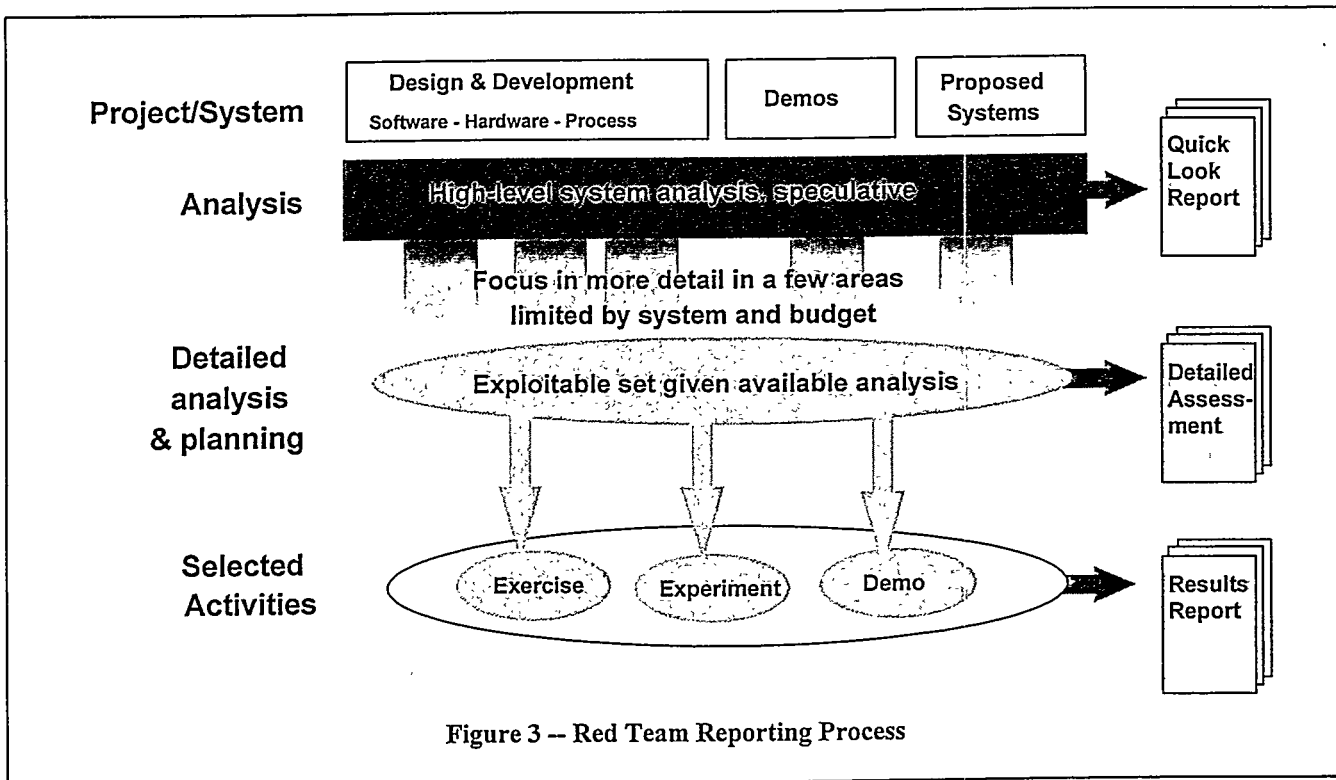 Project/System
Design & Development
Software - Hardware - Process
Demos
Proposed
Systems
Quick
Look
Report
Analysis
High-level system analysis, speculative
Focus in more detail in a few areas
limited by system and budget
Detailed
analysis
& planning
Exploitable set given available analysis
Detailed
Assess-
ment
Selected
Activities
Exercise
Experiment
Demo
Results
Report
Figure 3 -- Red Team Reporting Process